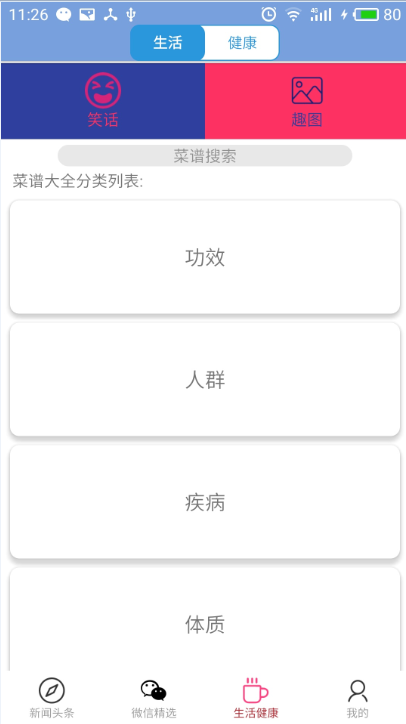 11:26 4G 80
生活 健康
笑话 趣图
菜谱搜索
菜谱大全分类列表:
功效
人群
疾病
体质
新闻头条 微信精选 生活健康 我的